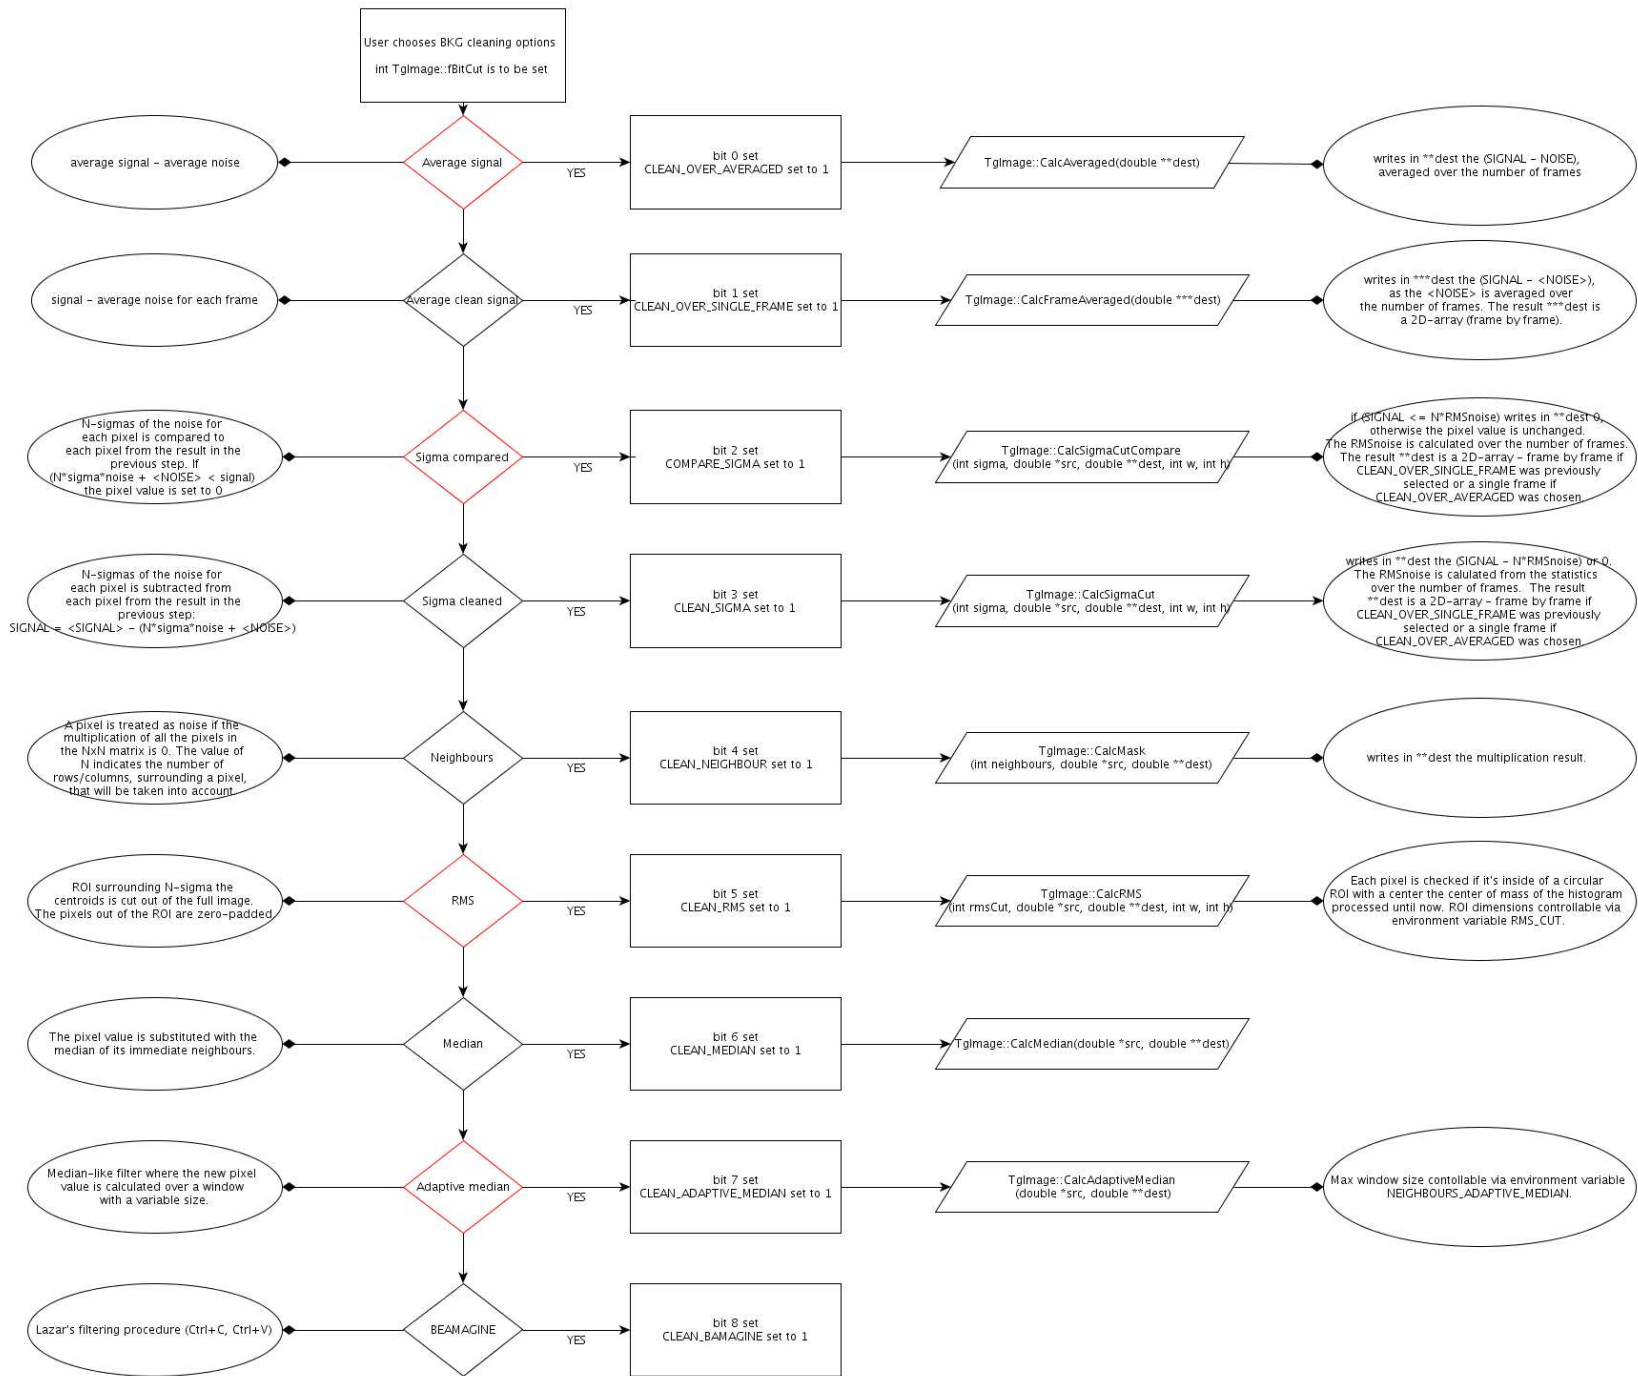 User chooses BKG cleaning options
int TgImage::fBitCut is to be set
average signal - average noise
Average signal
YES
bit 0 set
CLEAN_OVER_AVERAGED set to 1
TgImage::CalcAveraged(double **dest)
writes in **dest the (SIGNAL - NOISE),
averaged over the number of frames
signal - average noise for each frame
Average clean signal
YES
bit 1 set
CLEAN_OVER_SINGLE_FRAME set to 1
TgImage::CalcFrameAveraged(double ***dest)
writes in ***dest the (SIGNAL - <NOISE>),
as the <NOISE> is averaged over
the number of frames. The result ***dest is
a 2D-array (frame by frame).
N-sigmas of the noise for
each pixel is compared to
each pixel from the result in the
previous step. If
(N*sigma*noise + <NOISE> < signal)
the pixel value is set to 0
Sigma compared
YES
bit 2 set
COMPARE_SIGMA set to 1
TgImage::CalcSigmaCutCompare
(int sigma, double *src, double **dest, int w, int h)
if (SIGNAL <= N*RMSnoise) writes in **dest 0,
otherwise the pixel value is unchanged.
The RMSnoise is calculated over the number of frames.
The result **dest is a 2D-array - frame by frame if
CLEAN_OVER_SINGLE_FRAME was previously
selected or a single frame if
CLEAN_OVER_AVERAGED was chosen.
N-sigmas of the noise for
each pixel is subtracted from
each pixel from the result in the
previous step:
SIGNAL = <SIGNAL> - (N*sigma*noise + <NOISE>)
Sigma cleaned
YES
bit 3 set
CLEAN_SIGMA set to 1
TgImage::CalcSigmaCut
(int sigma, double *src, double **dest, int w, int h)
writes in **dest the (SIGNAL - N*RMSnoise) or 0.
The RMSnoise is calulated from the statistics
over the number of frames. The result
**dest is a 2D-array - frame by frame if
CLEAN_OVER_SINGLE_FRAME was previously
selected or a single frame if
CLEAN_OVER_AVERAGED was chosen.
A pixel is treated as noise if the
multiplication of all the pixels in
the NxN matrix is 0. The value of
N indicates the number of
rows/columns, surrounding a pixel,
that will be taken into account.
Neighbours
YES
bit 4 set
CLEAN_NEIGHBOUR set to 1
TgImage::CalcMask
(int neighbours, double *src, double **dest)
writes in **dest the multiplication result.
ROI surrounding N-sigma the
centroids is cut out of the full image.
The pixels out of the ROI are zero-padded
RMS
YES
bit 5 set
CLEAN_RMS set to 1
TgImage::CalcRMS
(int rmsCut, double *src, double **dest, int w, int h)
Each pixel is checked if it's inside of a circular
ROI with a center the center of mass of the histogram
processed until now. ROI dimensions controllable via
environment variable RMS_CUT.
The pixel value is substituted with the
median of its immediate neighbours.
Median
YES
bit 6 set
CLEAN_MEDIAN set to 1
TgImage::CalcMedian(double *src, double **dest)
Median-like filter where the new pixel
value is calculated over a window
with a variable size.
Adaptive median
YES
bit 7 set
CLEAN_ADAPTIVE_MEDIAN set to 1
TgImage::CalcAdaptiveMedian
(double *src, double **dest)
Max window size contollable via environment variable
NEIGHBOURS_ADAPTIVE_MEDIAN.
Lazar's filtering procedure (Ctrl+C, Ctrl+V)
BEAMAGINE
YES
bit 8 set
CLEAN_BAMAGINE set to 1